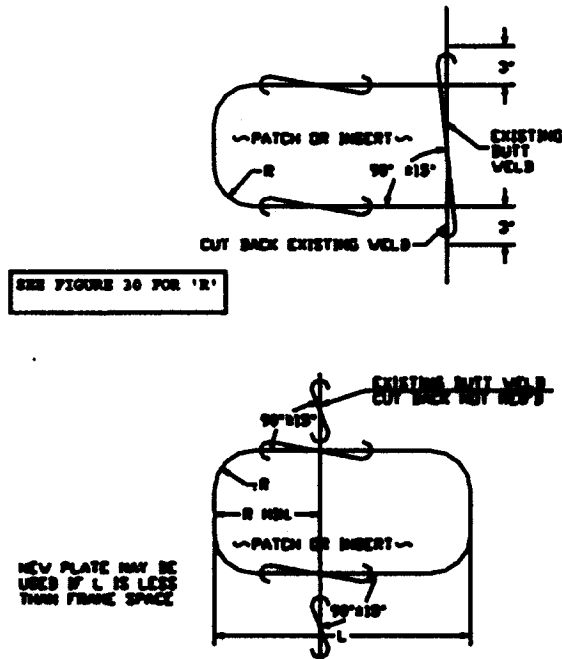 3"
~PATCH OR INSERT~
EXISTING
BUTT
WELD
R
90° ±15°
3"
CUT BACK EXISTING WELD
SEE FIGURE 30 FOR 'R'
EXISTING BUTT WELD
CUT BACK NOT REQ'D
90°±15°
R
R MIN.
~PATCH OR INSERT~
NEW PLATE MAY BE
USED IF L IS LESS
THAN FRAME SPACE
90°±15°
L